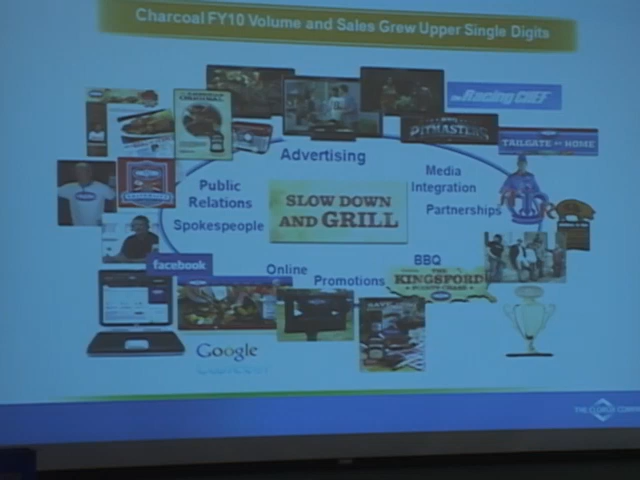 Charcoal FY10 Volume and Sales Grew Upper Single Digits
Racing CHEF
PITMASTERS
TAILGATE AT HOME
Advertising
Media
Integration
Public
Relations
SLOW DOWN
AND GRILL
Partnerships
Spokespeople
BBQ
facebook
Online
Promotions
THE
KINGSFORD
Google
THE CLOROX